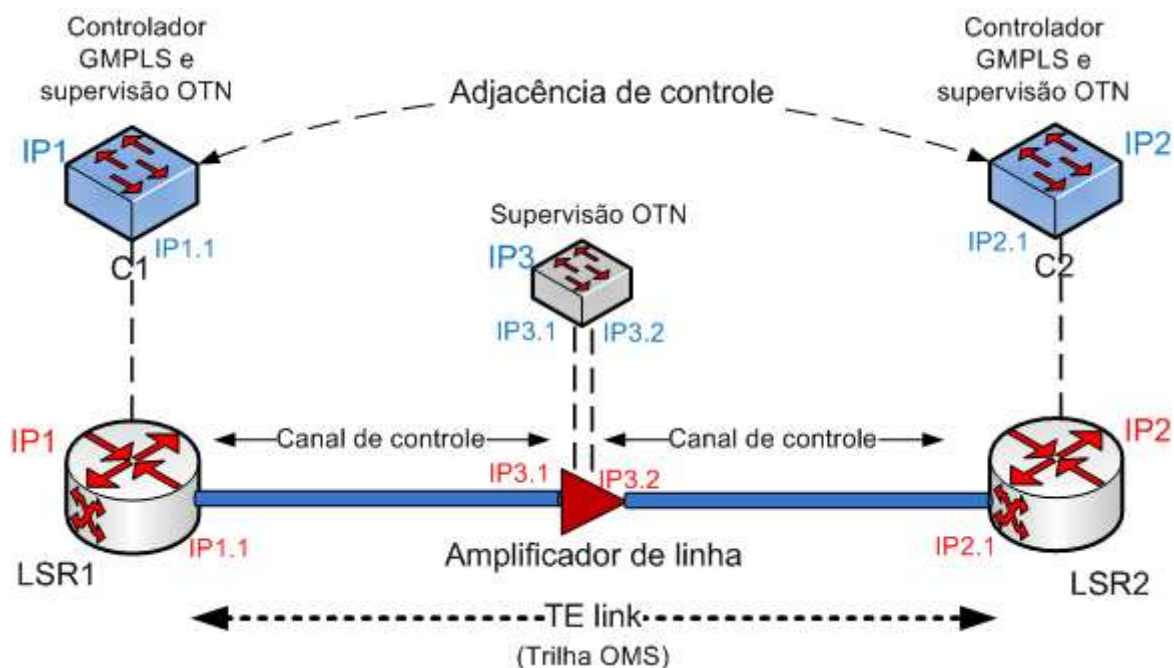 Controlador
GMPLS e
supervisão OTN
Controlador
GMPLS e
supervisão OTN
Adjacência de controle
IP1
IP2
IP1.1
C1
Supervisão OTN
IP3
IP3.1
IP3.2
IP2.1
C2
IP1
Canal de controle
Canal de controle
IP2
IP3.1
IP3.2
IP1.1
Amplificador de linha
IP2.1
LSR1
LSR2
TE link
(Trilha OMS)